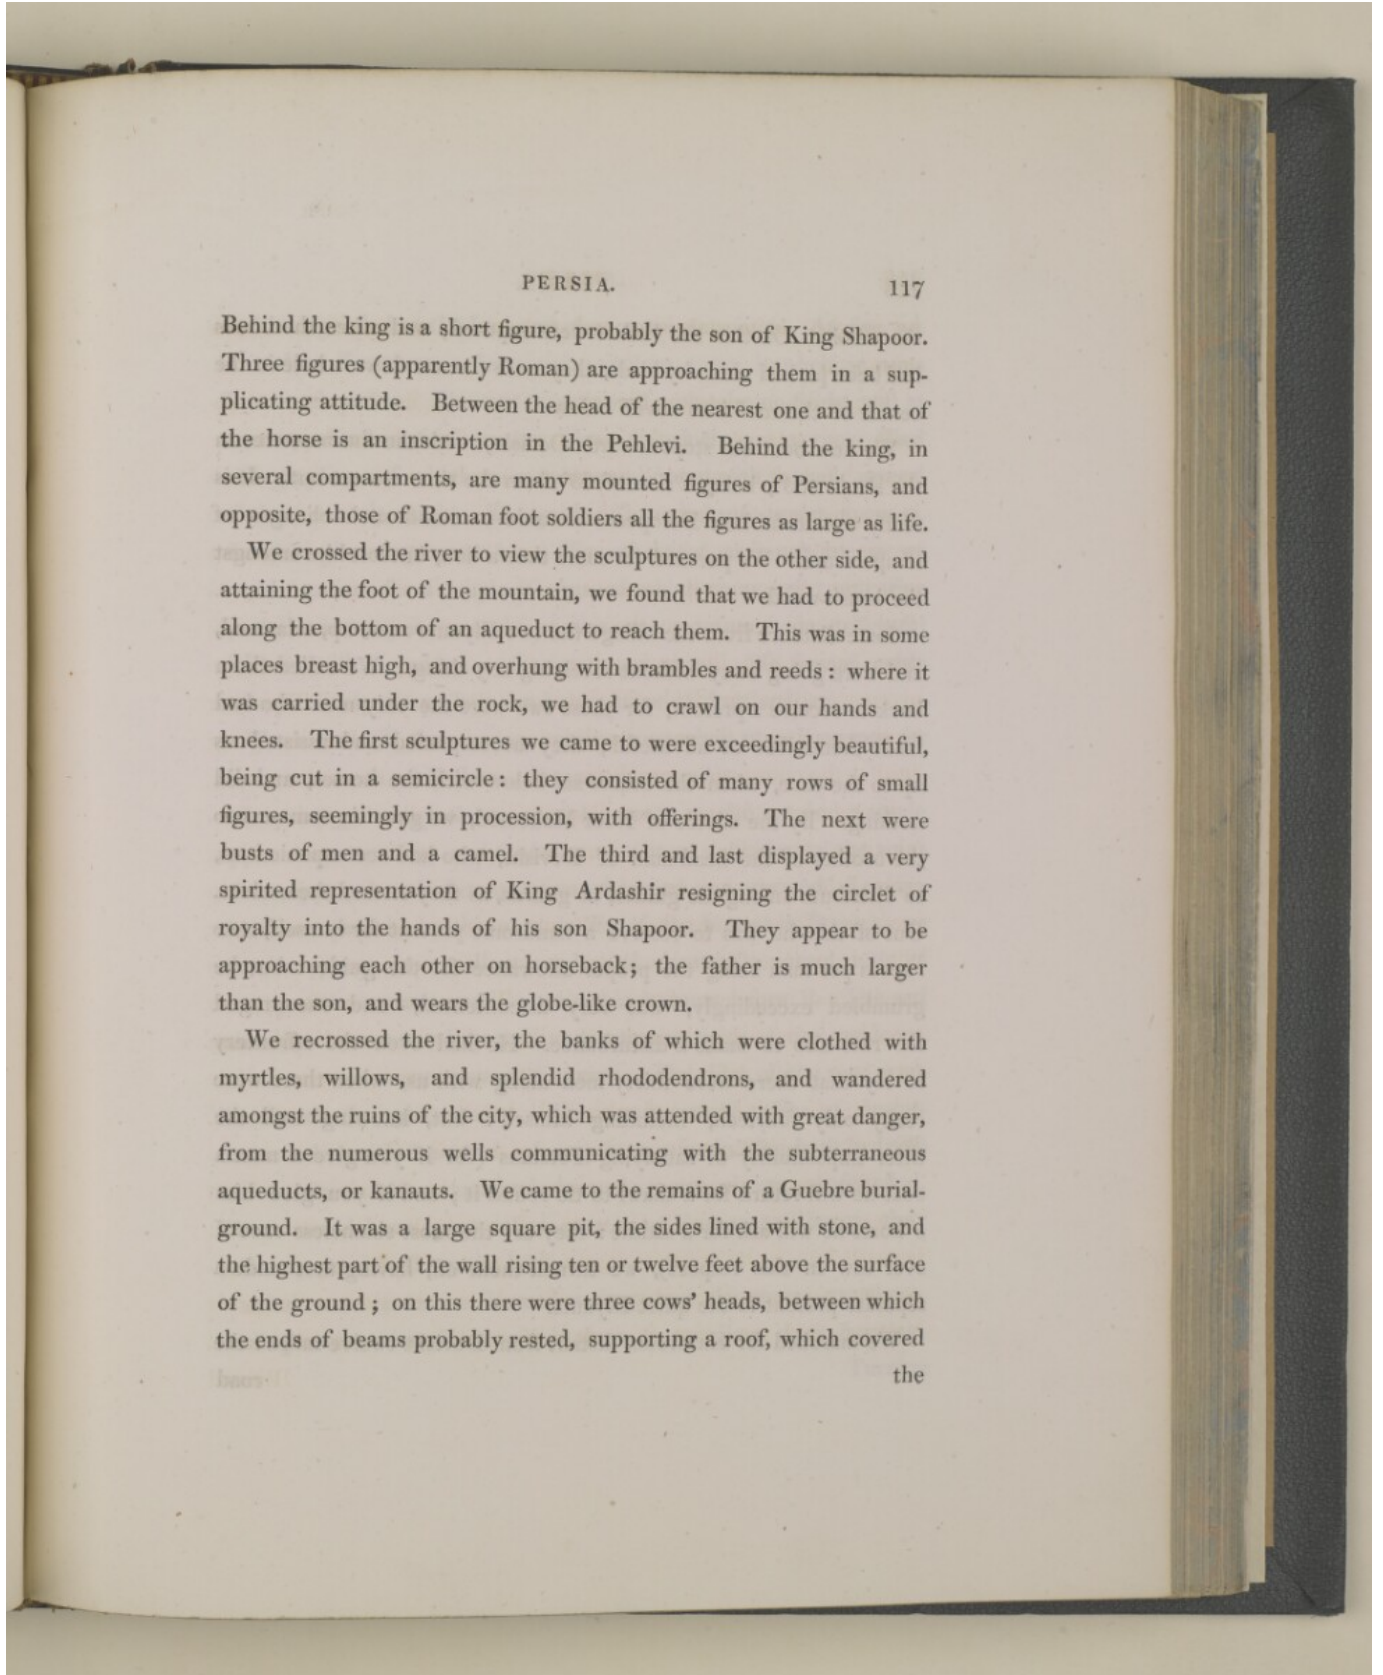 PERSIA. 117
Behind the king is a short figure, probably the son of King Shapoor.
Three figures (apparently Roman) are approaching them in a sup-
plicating attitude. Between the head of the nearest one and that of
the horse is an inscription in the Pehlevi. Behind the king, in
several compartments, are many mounted figures of Persians, and
opposite, those of Roman foot soldiers all the figures as large as life.
We crossed the river to view the sculptures on the other side, and
attaining the foot of the mountain, we found that we had to proceed
along the bottom of an aqueduct to reach them. This was in some
places breast high, and overhung with brambles and reeds : where it
was carried under the rock, we had to crawl on our hands and
knees. The first sculptures we came to were exceedingly beautiful,
being cut in a semicircle : they consisted of many rows of small
figures, seemingly in procession, with offerings. The next were
busts of men and a camel. The third and last displayed a very
spirited representation of King Ardashir resigning the circlet of
royalty into the hands of his son Shapoor. They appear to be
approaching each other on horseback; the father is much larger
than the son, and wears the globe-like crown.
We recrossed the river, the banks of which were clothed with
myrtles, willows, and splendid rhododendrons, and wandered
amongst the ruins of the city, which was attended with great danger,
from the numerous wells communicating with the subterraneous
aqueducts, or kanauts. We came to the remains of a Guebre burial-
ground. It was a large square pit, the sides lined with stone, and
the highest part of the wall rising ten or twelve feet above the surface
of the ground ; on this there were three cows' heads, between which
the ends of beams probably rested, supporting a roof, which covered
the